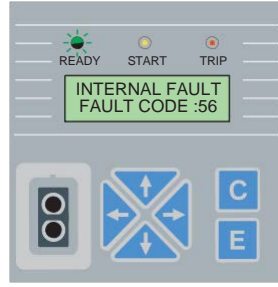 READY START TRIP
INTERNAL FAULT
FAULT CODE :56
C
E